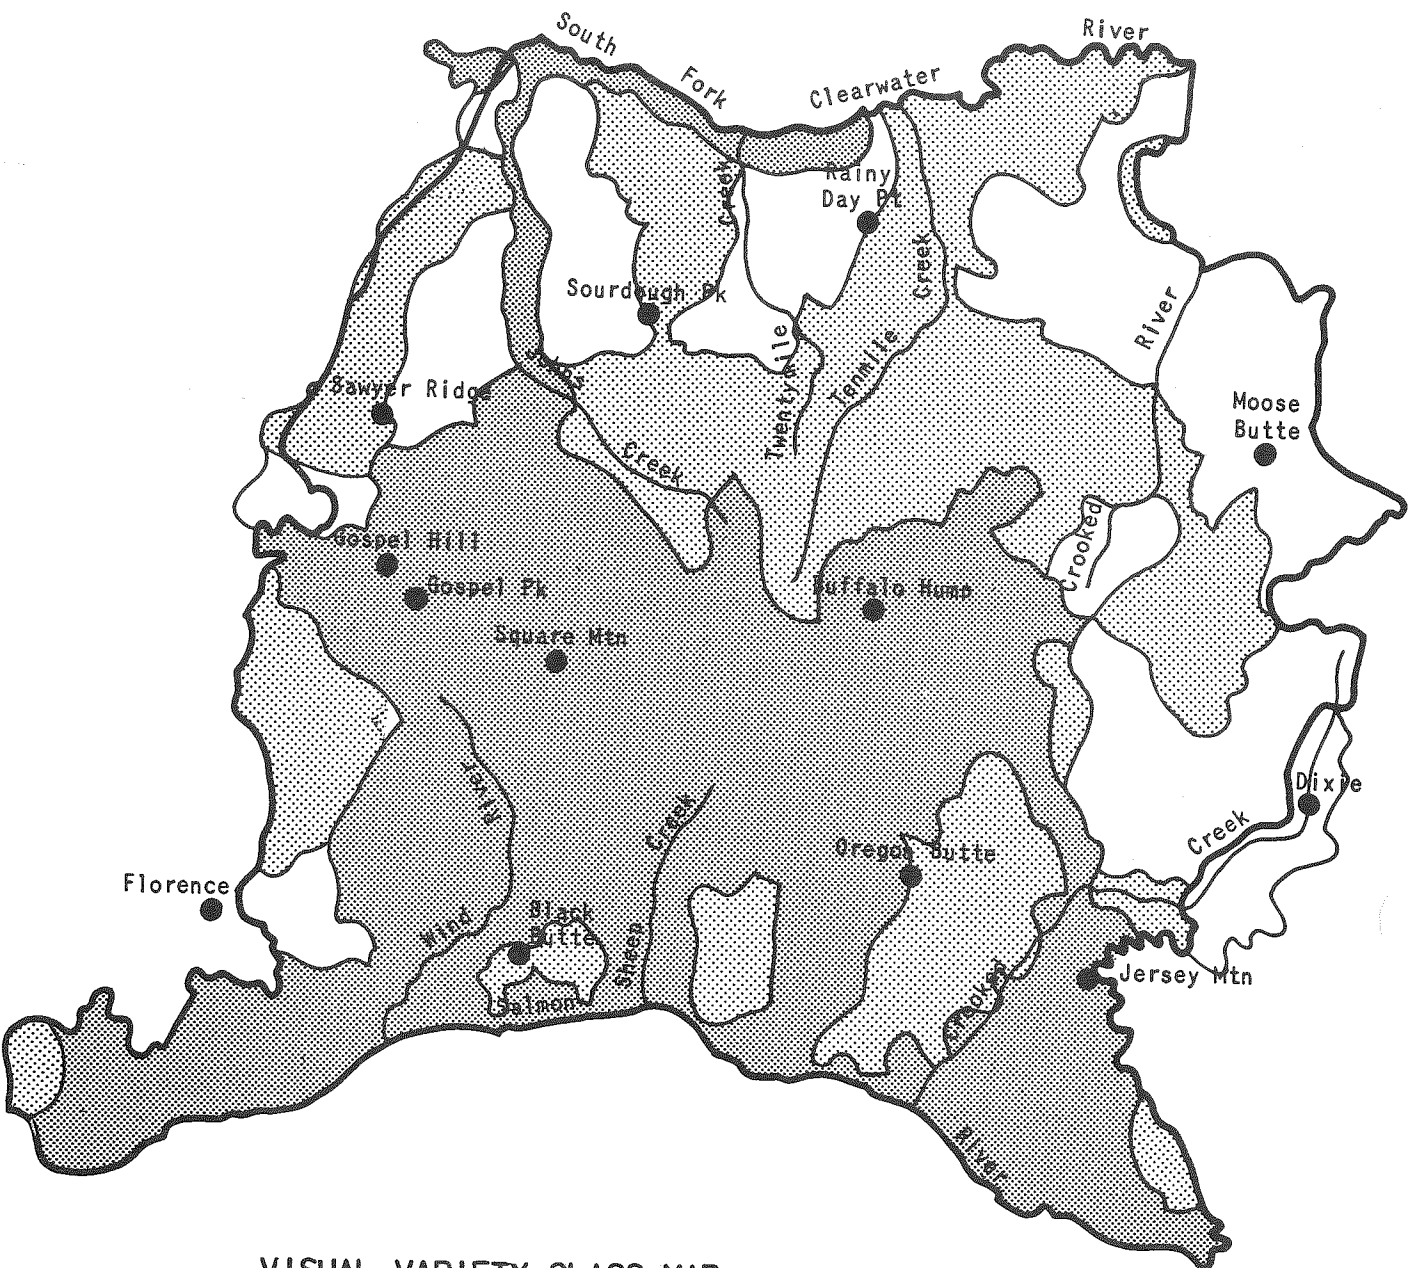 South
Fork
Clearwater
River
Rainy
Day Pt
Creek
Creek
Sourdough Pk
River
Twentymile
Tenmile
Johns
Sawyer Ridge
Moose
Butte
Creek
Crooked
Gospel Hill
Gospel Pk
Buffalo Hump
Square Mtn
River
Creek
Dixie
Creek
Oregon Butte
Florence
Wind
Black
Butte
Sheep
Salmon
Crooked
Jersey Mtn
River
VISUAL VARIETY CLASS MAP